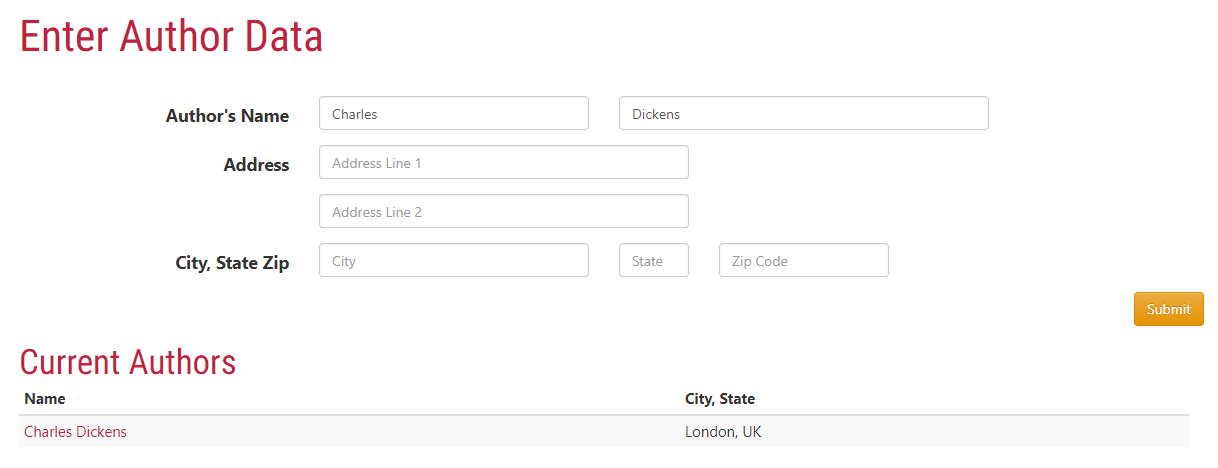 Enter Author Data
Author's Name Charles Dickens
Address Address Line 1
Address Line 2
City, State Zip City State Zip Code
Submit
Current Authors
Name City, State
Charles Dickens London, UK